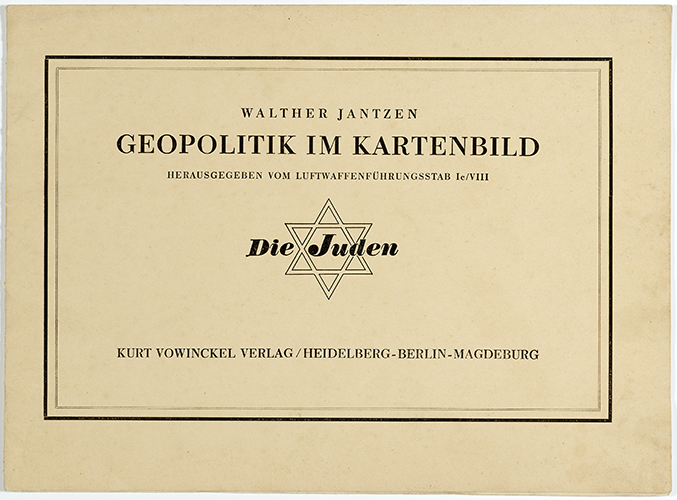 WALTHER JANTZEN
GEOPOLITIK IM KARTENBILD
HERAUSGEGEBEN VOM LUFTWAFFENFÜHRUNGSSTAB Ic/VIII
Die Juden
KURT VOWINCKEL VERLAG/HEIDELBERG-BERLIN-MAGDEBURG